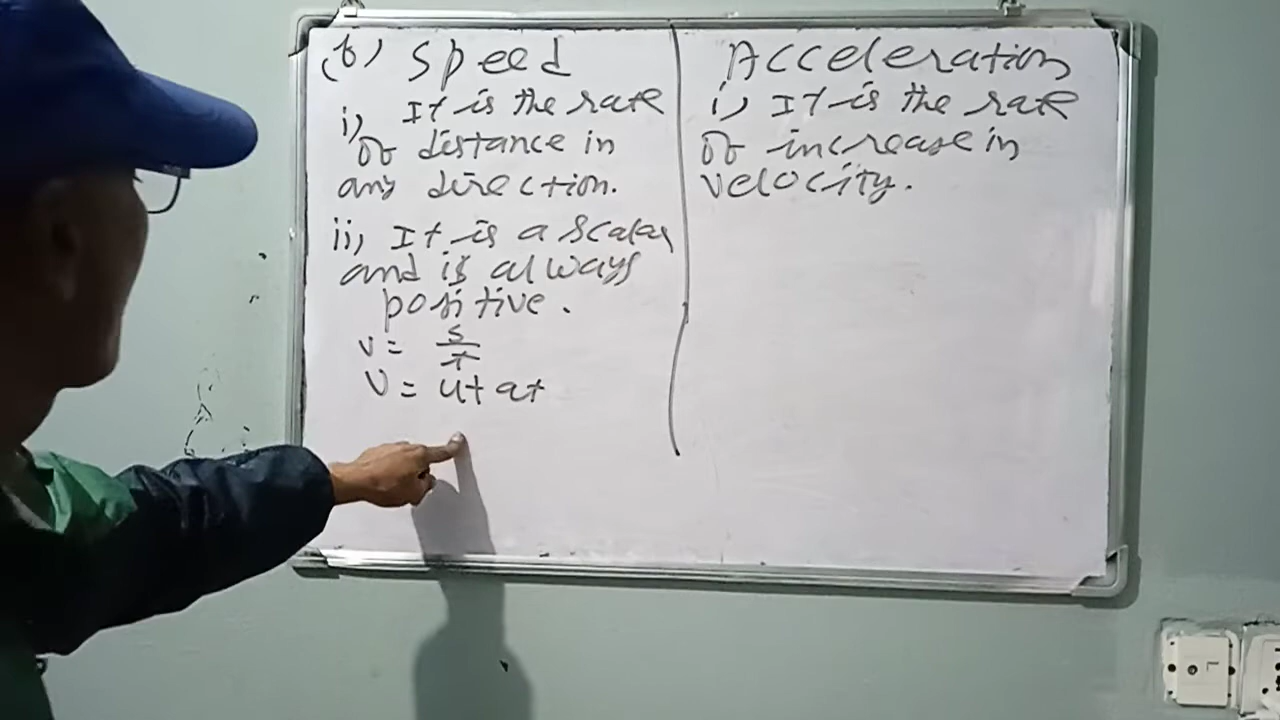 (b) Speed
i) It is the rate
of distance in
any direction.
ii) It is a scalar
and is always
positive.
v = s/t
v = u + at
Acceleration
i) It is the rate
of increase in
velocity.
L